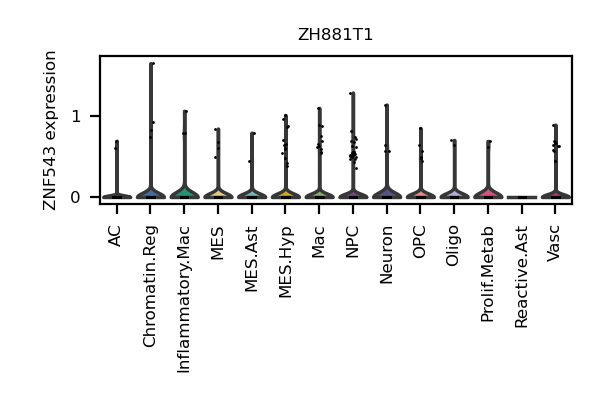 ZH881T1
ZNF543 expression
1
0
AC
Chromatin.Reg
Inflammatory.Mac
MES
MES.Ast
MES.Hyp
Mac
NPC
Neuron
OPC
Oligo
Prolif.Metab
Reactive.Ast
Vasc